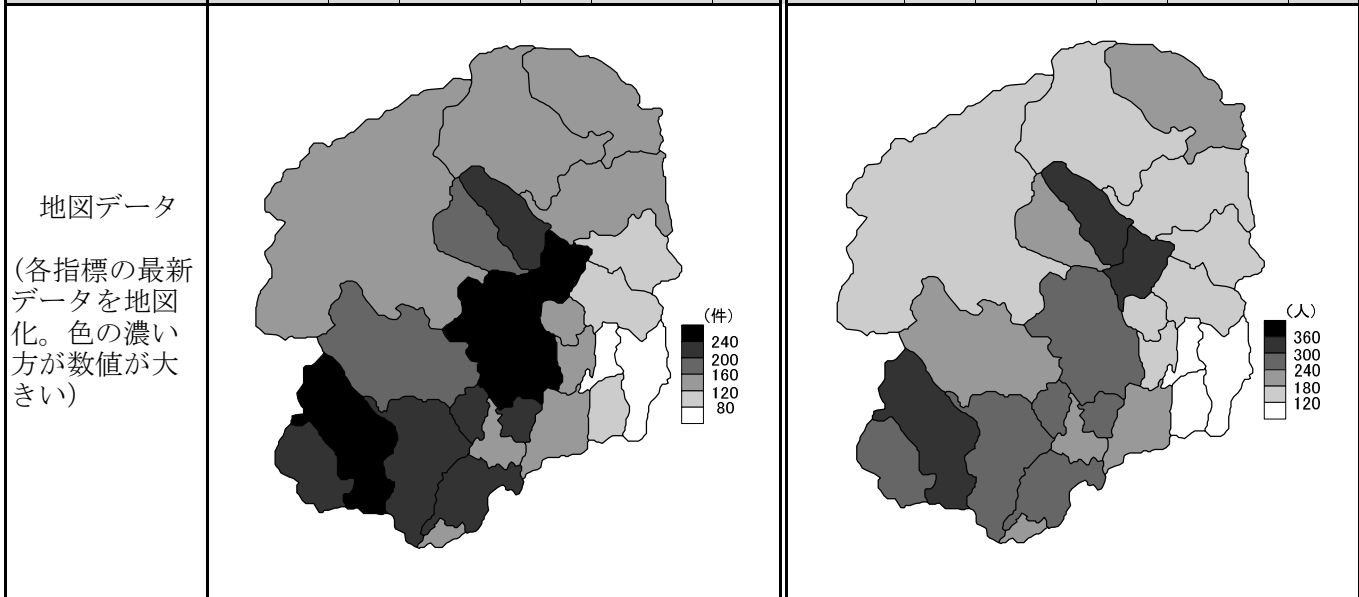 地図データ
(各指標の最新
データを地図
化。色の濃い
方が数値が大
きい)
(件)
240
200
160
120
80
(人)
360
300
240
180
120